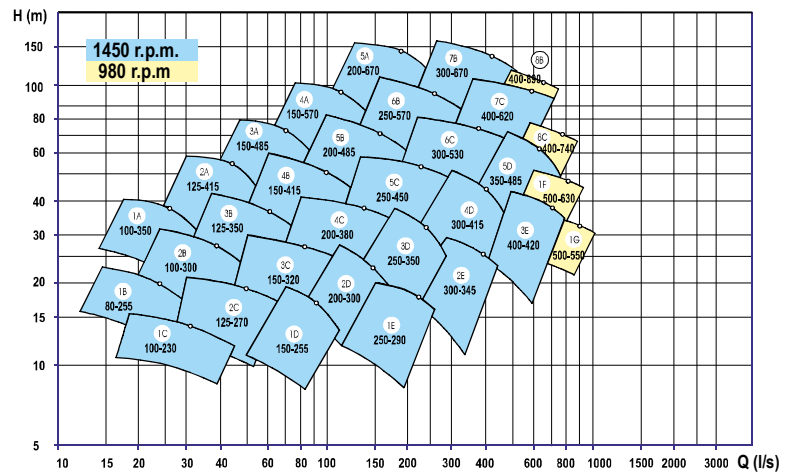 H (m)
1450 r.p.m.
980 r.p.m
150
100
80
60
50
40
30
20
15
10
5
5A
200-670
7B
300-670
8B
400-890
4A
150-570
6B
250-570
7C
400-620
3A
150-485
5B
200-485
6C
300-530
8C
400-740
2A
125-415
4B
150-415
5C
250-450
5D
350-485
1F
500-630
1A
100-350
3B
125-350
4C
200-380
4D
300-415
3E
400-420
1G
500-550
2B
100-300
3C
150-320
3D
250-350
2E
300-345
1B
80-255
2C
125-270
2D
200-300
1E
250-290
1C
100-230
1D
150-255
10 15 20 30 40 60 80 100 150 200 300 400 600 800 1000 1500 2000 3000
Q (l/s)